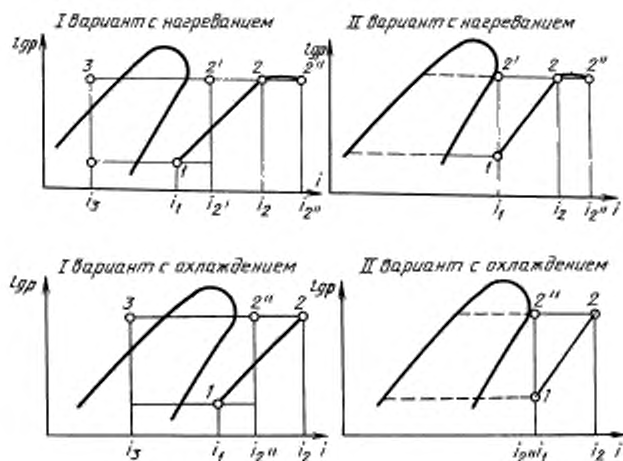 I вариант с нагреванием
lgp
3 2' 2 2"
1
i3 i1 i2' i2 i2" i
II вариант с нагреванием
lgp
2' 2 2"
1
i1 i2 i2" i
I вариант с охлаждением
lgp
3 2" 2
1
i3 i1 i2" i2 i
II вариант с охлаждением
lgp
2" 2
1
i2" i1 i2 i